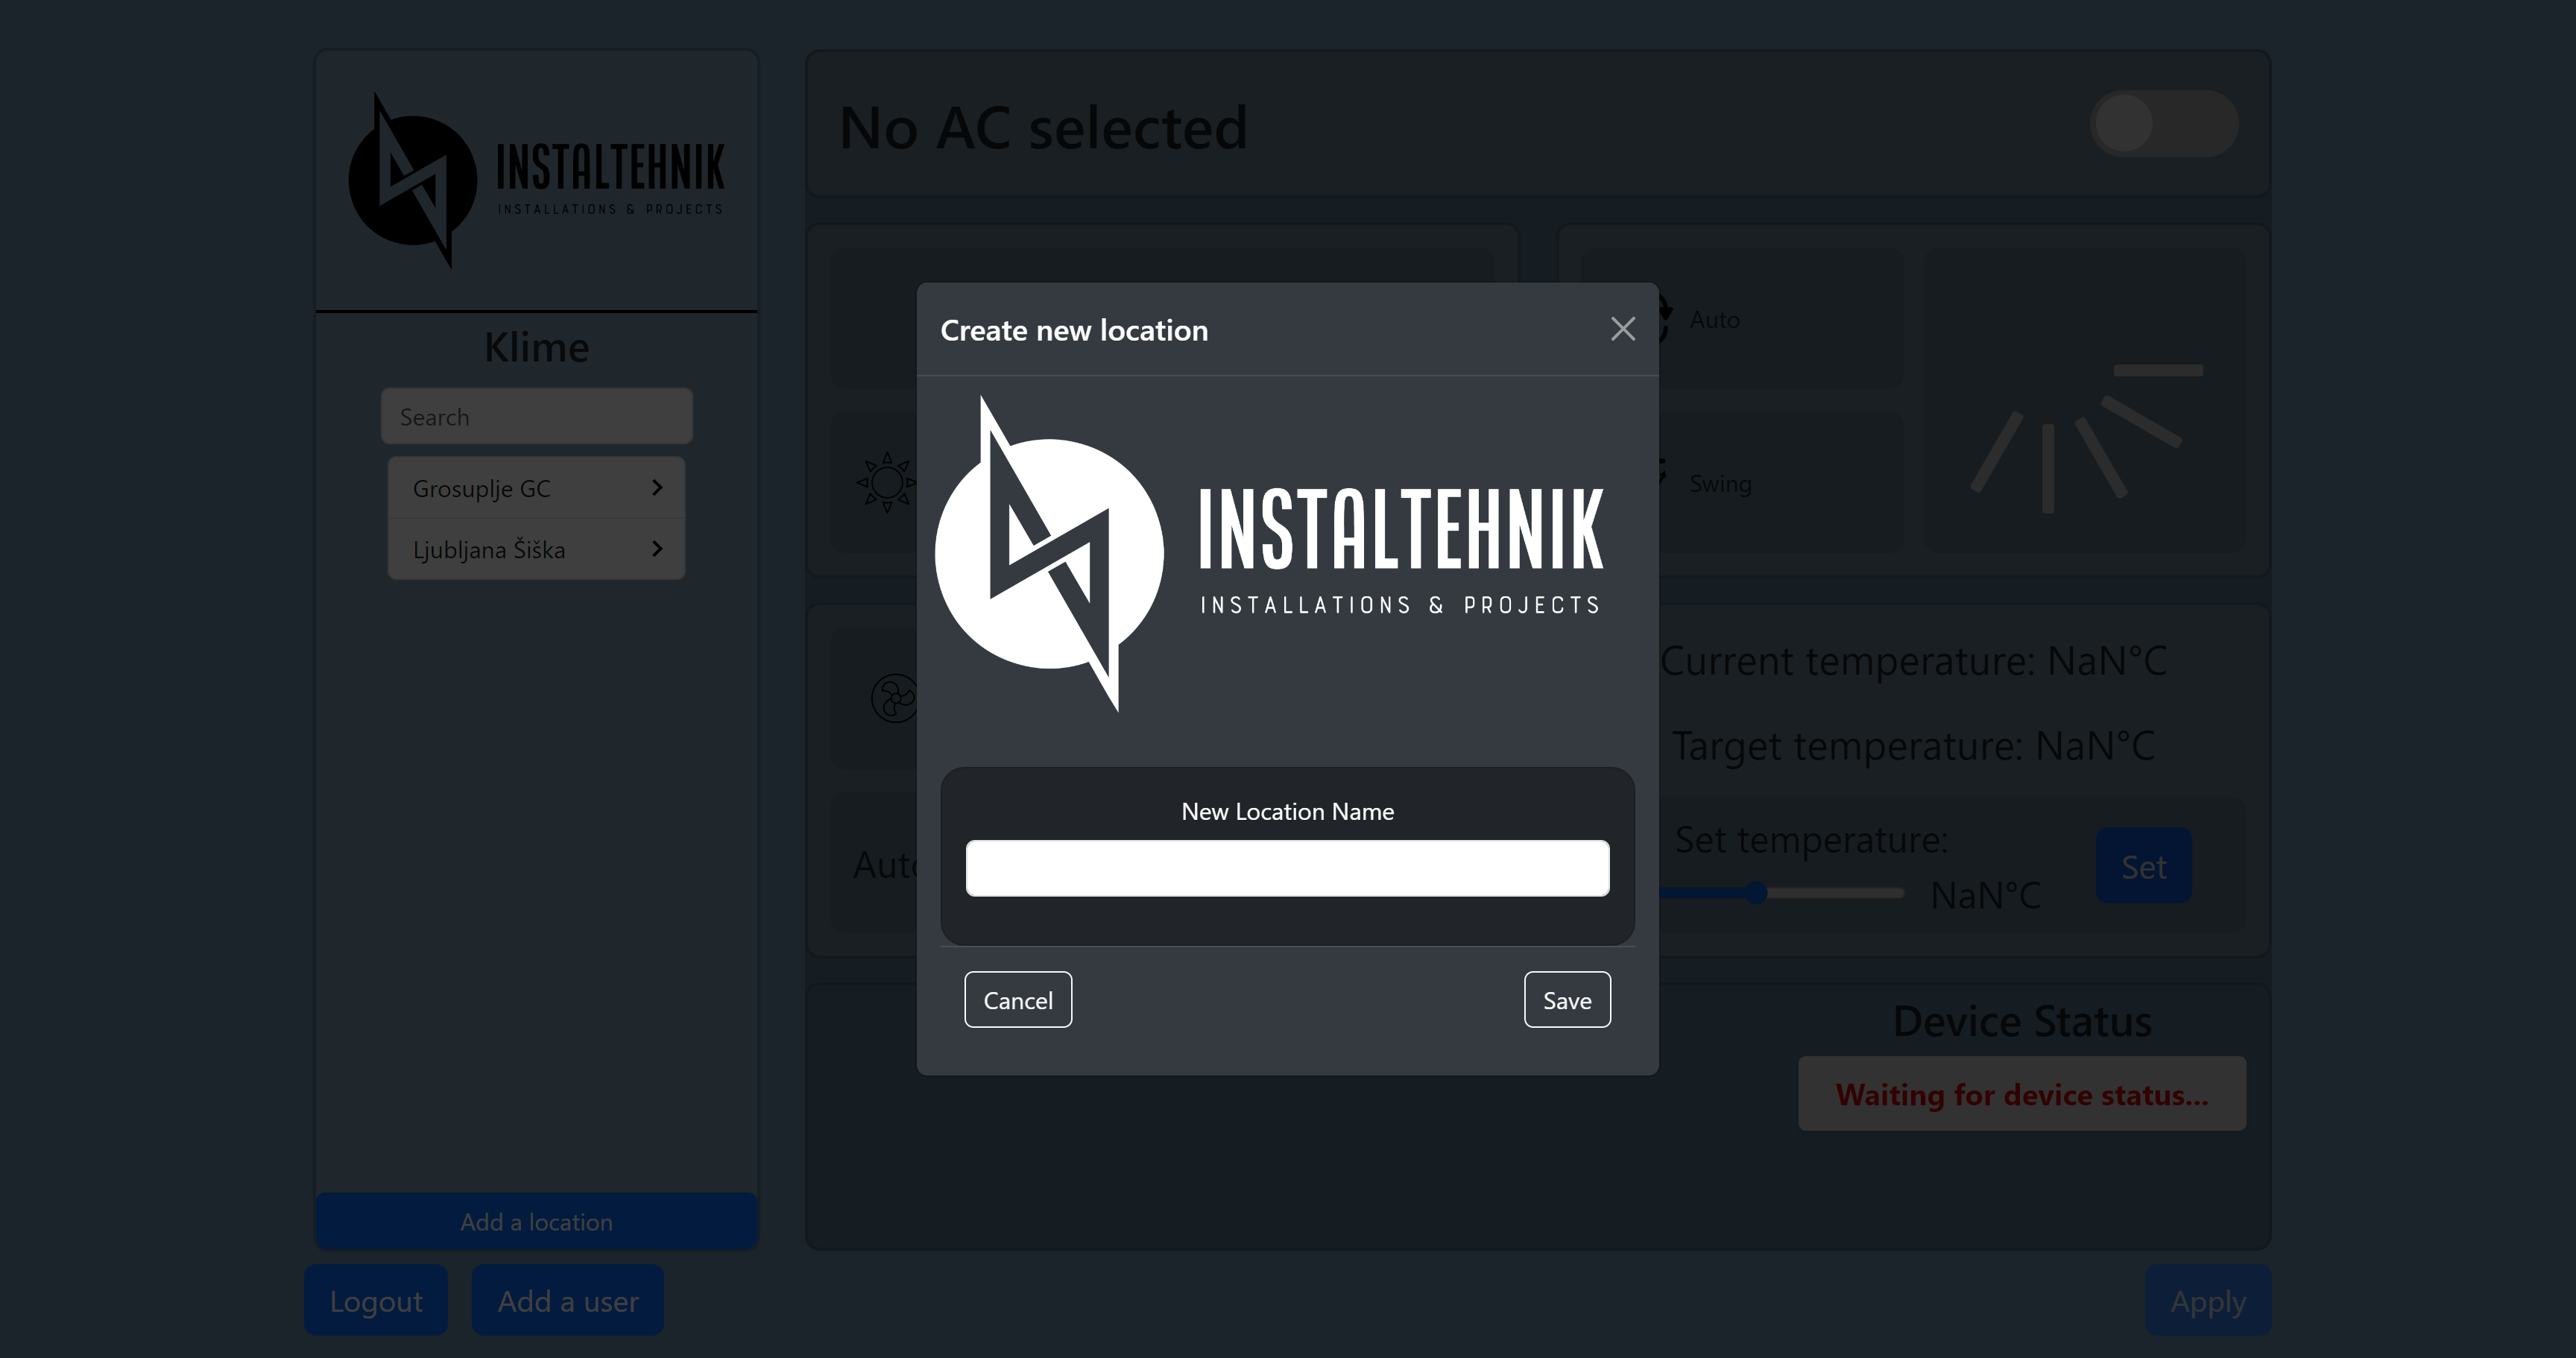 INSTALTEHNIK
INSTALLATIONS & PROJECTS
Klime
Search
Grosuplje GC
Ljubljana Šiška
Add a location
Logout
Add a user
No AC selected
Auto
Swing
Create new location
INSTALTEHNIK
INSTALLATIONS & PROJECTS
New Location Name
Cancel
Save
Auto
Current temperature: NaN°C
Target temperature: NaN°C
Set temperature:
NaN°C
Set
Device Status
Waiting for device status...
Apply